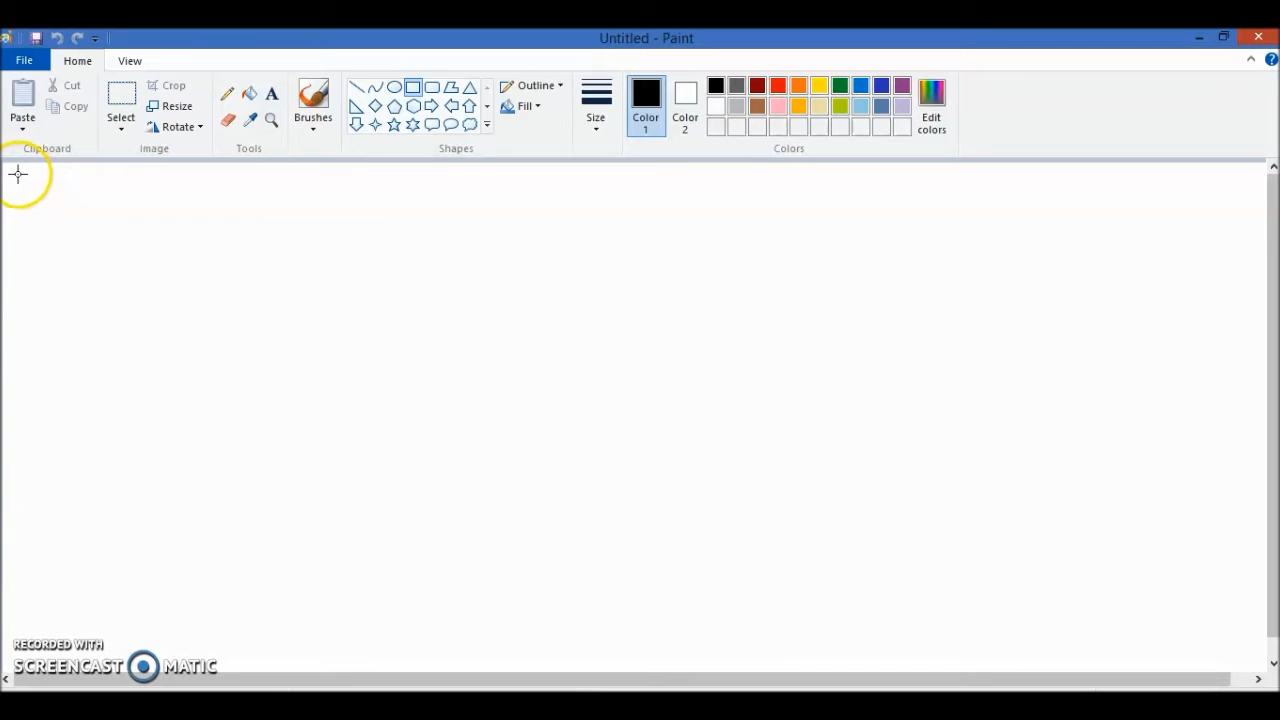 Untitled - Paint
File Home View
Paste
Cut
Copy
Clipboard
Select
Crop
Resize
Rotate
Image
A
Tools
Brushes
Outline
Fill
Shapes
Size
Color 1
Color 2
Edit colors
Colors
RECORDED WITH
SCREENCAST MATIC